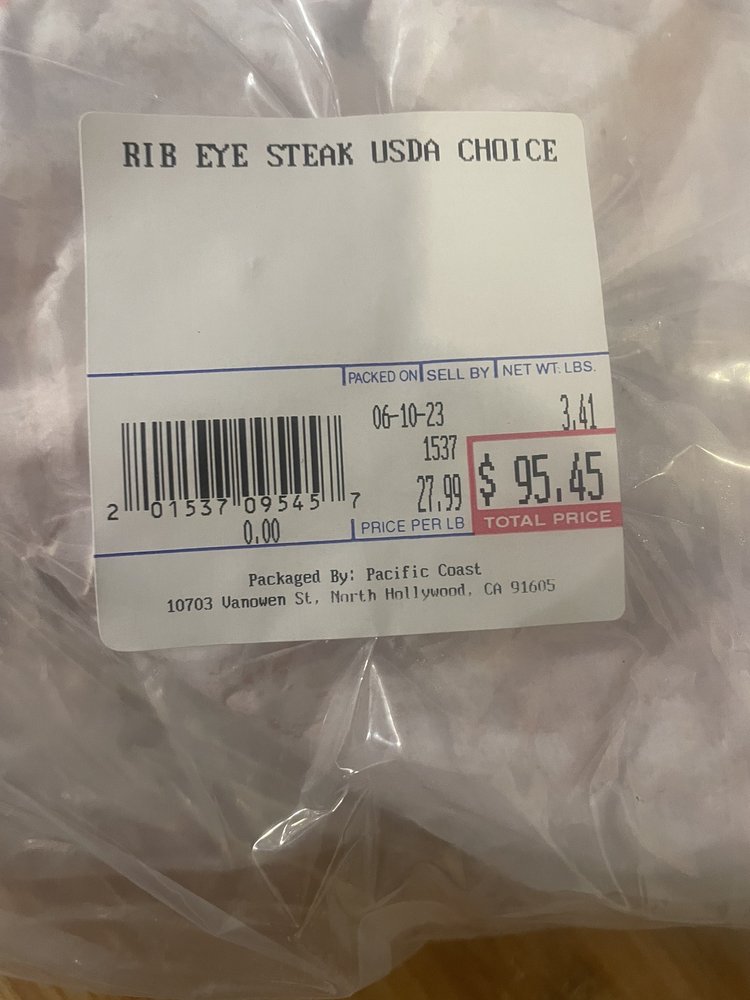 RIB EYE STEAK USDA CHOICE
PACKED ON SELL BY NET WT. LBS.
06-10-23 3.41
1537
27.99 $ 95.45
PRICE PER LB TOTAL PRICE
2 01537 09545 7
0.00
Packaged By: Pacific Coast
10703 Vanowen St, North Hollywood, CA 91605